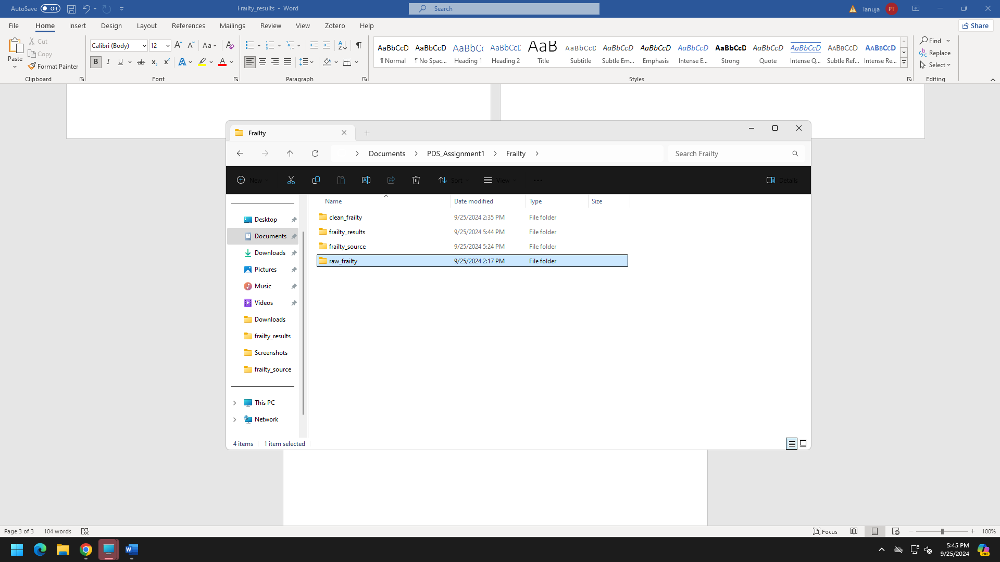 AutoSave Off Frailty_results - Word Search Tanuja PT
File Home Insert Design Layout References Mailings Review View Zotero Help Share
Paste Cut Copy Format Painter Clipboard
Calibri (Body) 12 Aa B I U ab x₂ x² A A Font
Paragraph
AaBbCcD AaBbCcD AaBbCc AaBbCcD AaB AaBbCcD AaBbCcD AaBbCcD AaBbCcD AaBbCcD AaBbCcD AaBbCcD AaBbCcD AaBbCcD
¶ Normal ¶ No Spac... Heading 1 Heading 2 Title Subtitle Subtle Em... Emphasis Intense E... Strong Quote Intense Q... Subtle Ref... Intense Re...
Styles
Find
Replace
Select
Editing
Frailty
Documents > PDS_Assignment1 > Frailty > Search Frailty
New Sort View ... Details
Name Date modified Type Size
clean_frailty 9/25/2024 2:35 PM File folder
frailty_results 9/25/2024 5:44 PM File folder
frailty_source 9/25/2024 5:24 PM File folder
raw_frailty 9/25/2024 2:17 PM File folder
Desktop
Documents
Downloads
Pictures
Music
Videos
Downloads
frailty_results
Screenshots
frailty_source
This PC
Network
4 items 1 item selected
Page 3 of 3 104 words Focus 100%
5:45 PM
9/25/2024
PRE